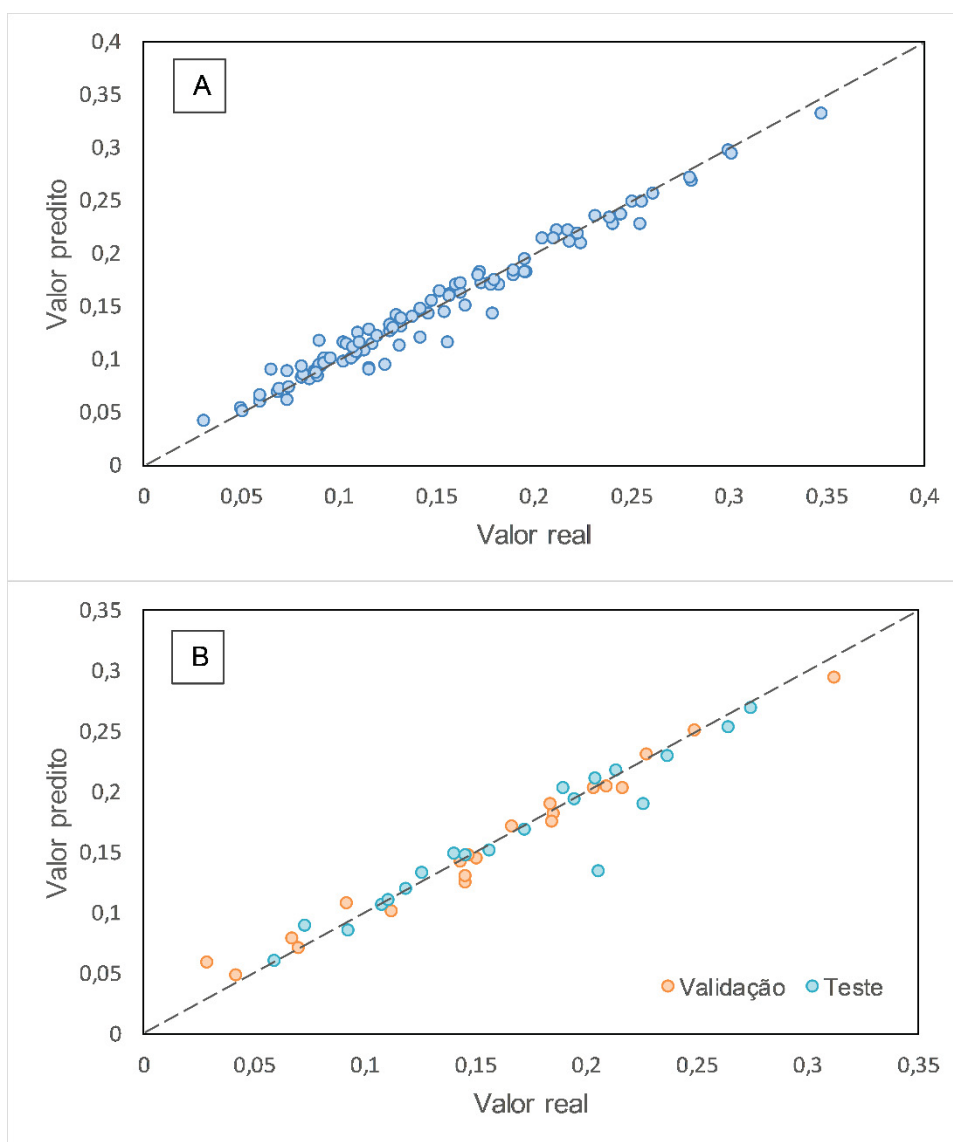 A
Valor predito
0,4
0,35
0,3
0,25
0,2
0,15
0,1
0,05
0
0 0,05 0,1 0,15 0,2 0,25 0,3 0,35 0,4
Valor real
B
Valor predito
0,35
0,3
0,25
0,2
0,15
0,1
0,05
0
Validação Teste
0 0,05 0,1 0,15 0,2 0,25 0,3 0,35
Valor real